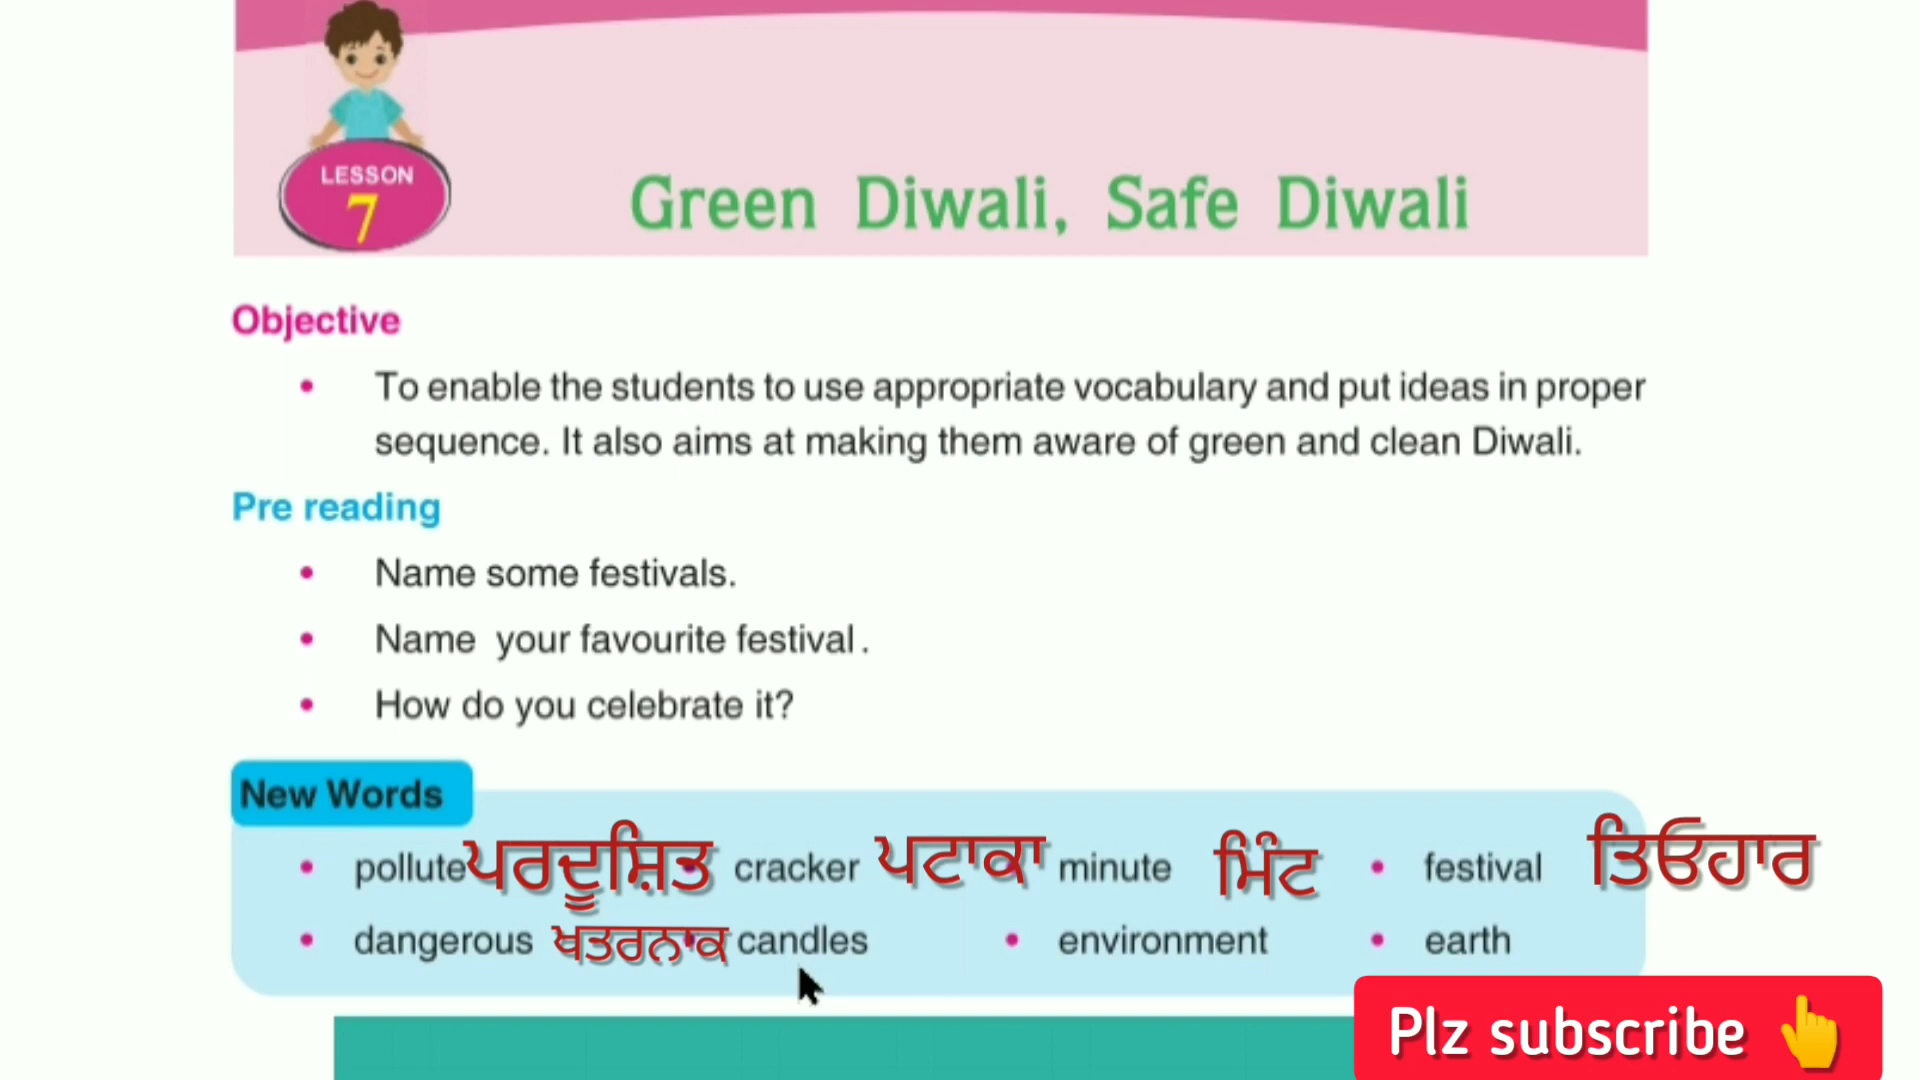 LESSON
7
Green Diwali, Safe Diwali
Objective
• To enable the students to use appropriate vocabulary and put ideas in proper
sequence. It also aims at making them aware of green and clean Diwali.
Pre reading
• Name some festivals.
• Name your favourite festival.
• How do you celebrate it?
New Words
• pollute ਪਰਦੂਸ਼ਿਤ • cracker ਪਟਾਕਾ • minute ਮਿੰਟ • festival ਤਿਓਹਾਰ
• dangerous ਖਤਰਨਾਕ • candles • environment • earth
Plz subscribe 👆